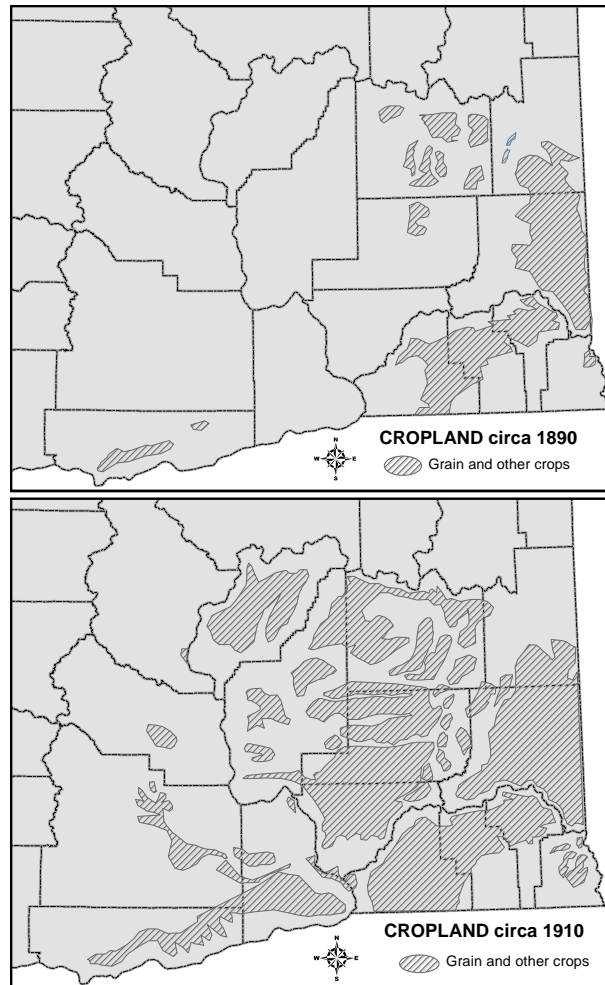 N
W E
S
CROPLAND circa 1890
Grain and other crops
N
W E
S
CROPLAND circa 1910
Grain and other crops